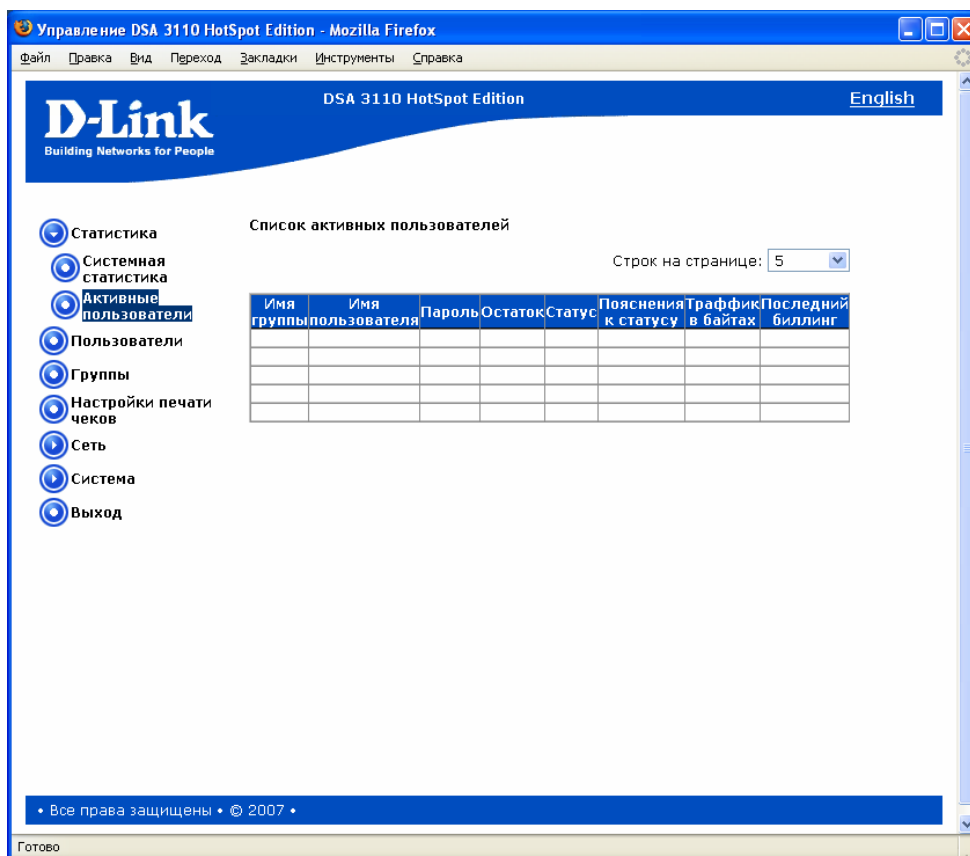 Управление DSA 3110 HotSpot Edition - Mozilla Firefox
Файл Правка Вид Переход Закладки Инструменты Справка
DSA 3110 HotSpot Edition
English
D-Link
Building Networks for People
Статистика
Системная
статистика
Активные
пользователи
Пользователи
Группы
Настройки печати
чеков
Сеть
Система
Выход
Список активных пользователей
Строк на странице: 5
Имя группы Имя пользователя Пароль Остаток Статус Пояснения к статусу Траффик в байтах Последний биллинг
• Все права защищены • © 2007 •
Готово